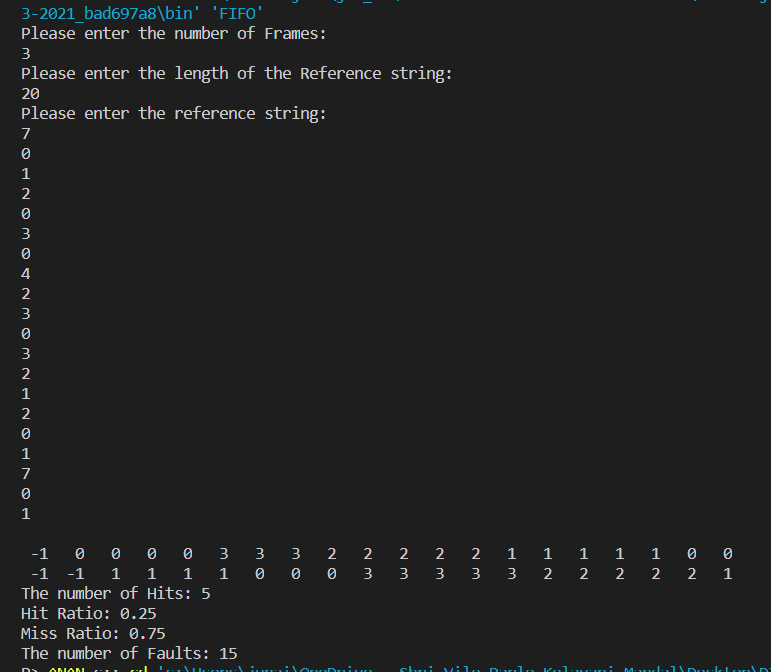 3-2021_bad697a8\bin' 'FIFO'
Please enter the number of Frames:
3
Please enter the length of the Reference string:
20
Please enter the reference string:
7
0
1
2
0
3
0
4
2
3
0
3
2
1
2
0
1
7
0
1
-1 0 0 0 0 3 3 3 2 2 2 2 2 1 1 1 1 1 0 0
-1 -1 1 1 1 1 0 0 0 3 3 3 3 3 2 2 2 2 2 1
The number of Hits: 5
Hit Ratio: 0.25
Miss Ratio: 0.75
The number of Faults: 15